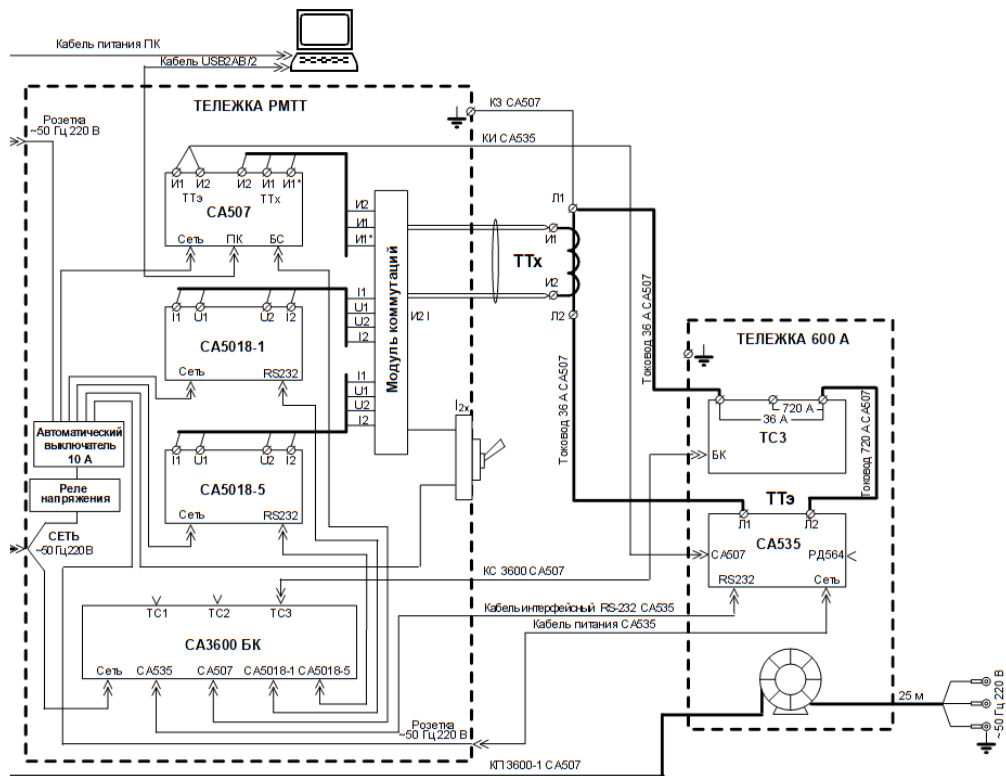 Кабель питания ПК
Кабель USB2AB/2
ТЕЛЕЖКА РМТТ
КЗ СА507
Розетка
~50 Гц 220 В
КИ СА535
И1 И2 И2 И1 И1*
ТТэ ТТх
СА507
Сеть ПК БС
И2
И1
И1*
Модуль коммутаций
Л1
И1
ТТх
И2
Л2
I1
U1
U2
I2
И2 I
I1 U1 U2 I2
СА5018-1
Сеть RS232
Токовод 36 А СА507
Токовод 36 А СА507
ТЕЛЕЖКА 600 А
720 А
36 А
ТС3
БК
Токовод 720 А СА507
I1
U1
U2
I2
I2х
Автоматический
выключатель
10 А
I1 U1 U2 I2
СА5018-5
Сеть RS232
Реле
напряжения
СЕТЬ
~50 Гц 220 В
ТТэ
Л1 Л2
СА535
СА507 РД564
RS232 Сеть
КС 3600 СА507
ТС1 ТС2 ТС3
СА3600 БК
Сеть СА535 СА507 СА5018-1 СА5018-5
Кабель интерфейсный RS-232 СА535
Кабель питания СА535
Розетка
~50 Гц 220 В
25 м
~50 Гц 220 В
КП 3600-1 СА507